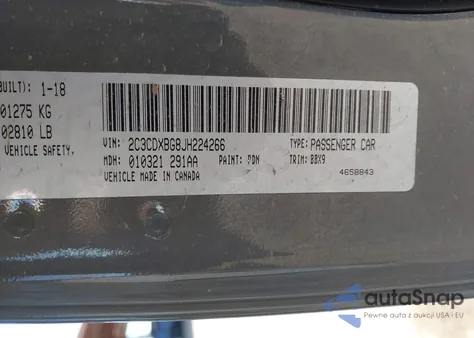 BUILT): 1-18
01275 KG
02810 LB
VEHICLE SAFETY,
VIN: 2C3CDXBG8JH224266
TYPE: PASSENGER CAR
MDH: 010321 291AA
PAINT: PDN
TRIM: BBX9
VEHICLE MADE IN CANADA
4658843
autoSnap
Pewne auta z aukcji USA i EU